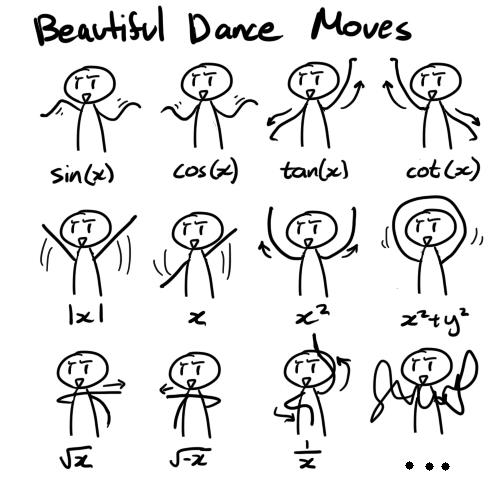 Beautiful Dance Moves
sin(x) cos(x) tan(x) cot(x)
|x| x x² x²+y²
√x √-x 1/x ...